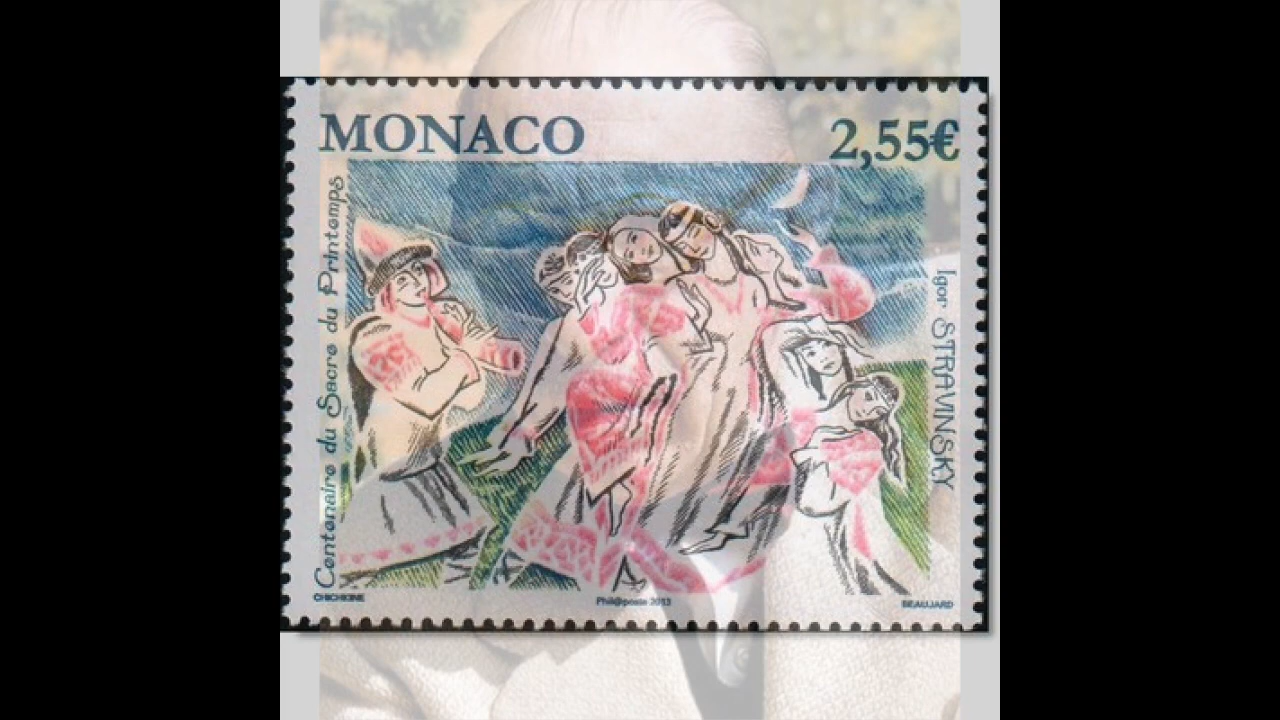 MONACO
2,55€
Centenaire du Sacre du Printemps
Igor STRAVINSKY
CHICHKINE
Phil@poste 2013
BEAUJARD